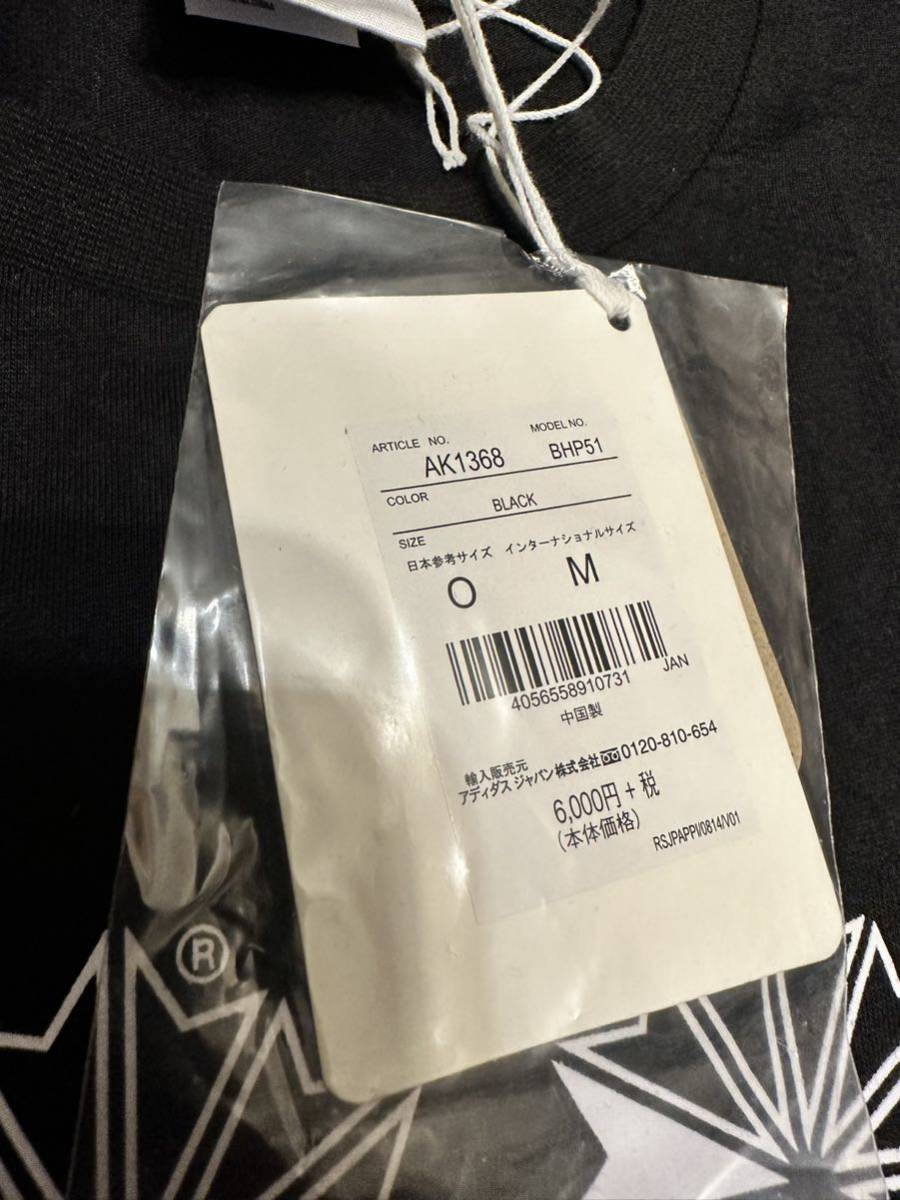 ARTICLE NO. MODEL NO.
AK1368 BHP51
COLOR
BLACK
SIZE
日本参考サイズ インターナショナルサイズ
O M
4056558910731 JAN
中国製
輸入販売元
アディダス ジャパン株式会社 0120-810-654
6,000円 + 税
(本体価格)
RSJPAPPI/0814/V01
®